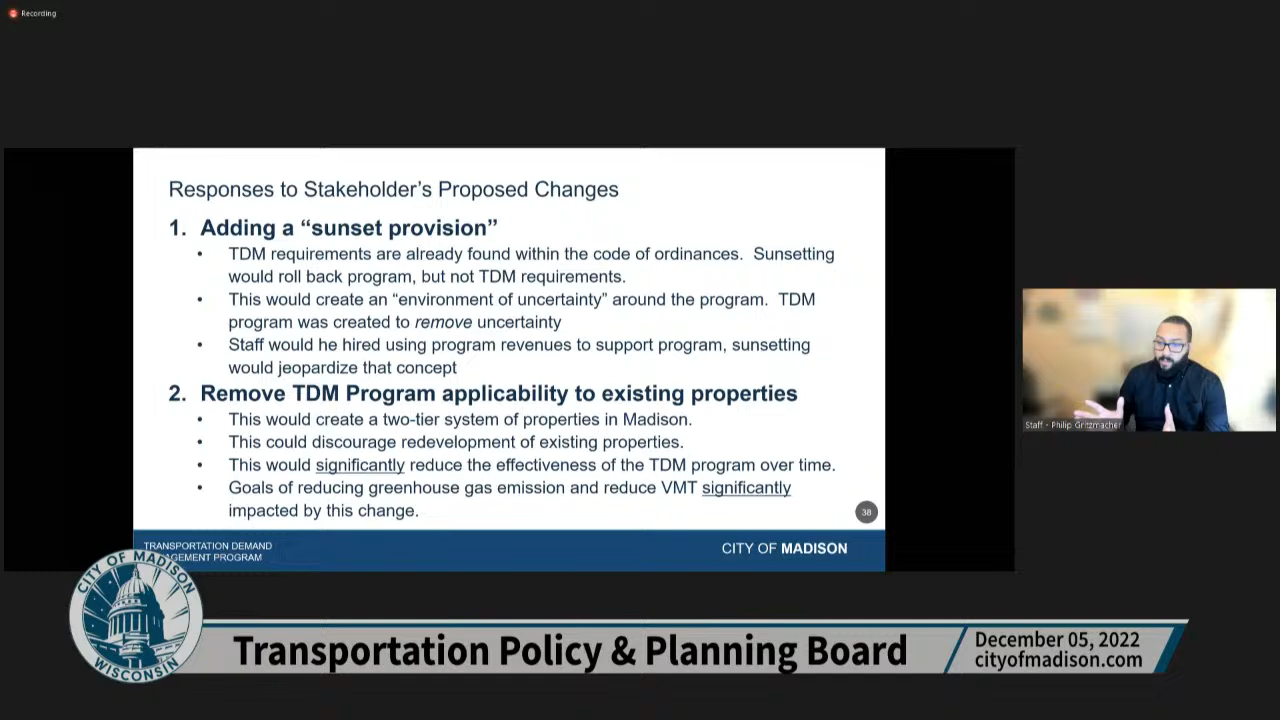 Recording
Responses to Stakeholder's Proposed Changes
1. Adding a “sunset provision”
• TDM requirements are already found within the code of ordinances. Sunsetting
would roll back program, but not TDM requirements.
• This would create an “environment of uncertainty” around the program. TDM
program was created to remove uncertainty
• Staff would he hired using program revenues to support program, sunsetting
would jeopardize that concept
2. Remove TDM Program applicability to existing properties
• This would create a two-tier system of properties in Madison.
• This could discourage redevelopment of existing properties.
• This would significantly reduce the effectiveness of the TDM program over time.
• Goals of reducing greenhouse gas emission and reduce VMT significantly
impacted by this change.
38
TRANSPORTATION DEMAND
PROGRAM
CITY OF MADISON
Staff - Philip Gritzmacher
CITY OF MADISON
WISCONSIN
Transportation Policy & Planning Board
December 05, 2022
cityofmadison.com